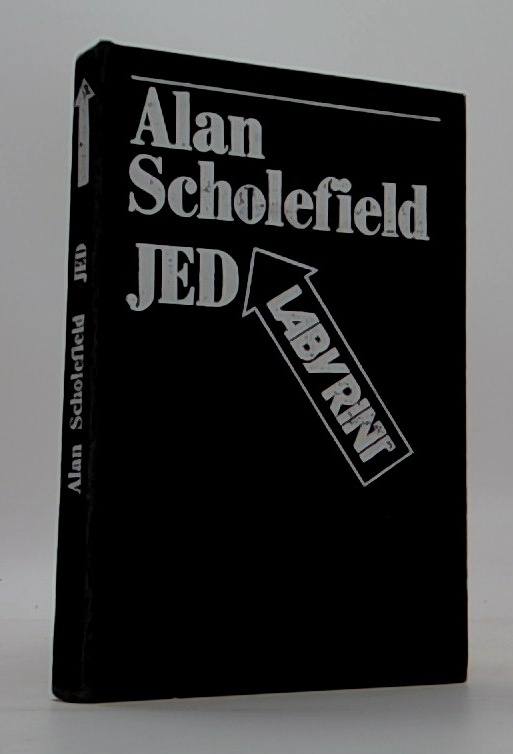 Alan
Scholefield
JED
LABYRINT
Alan Scholefield JED